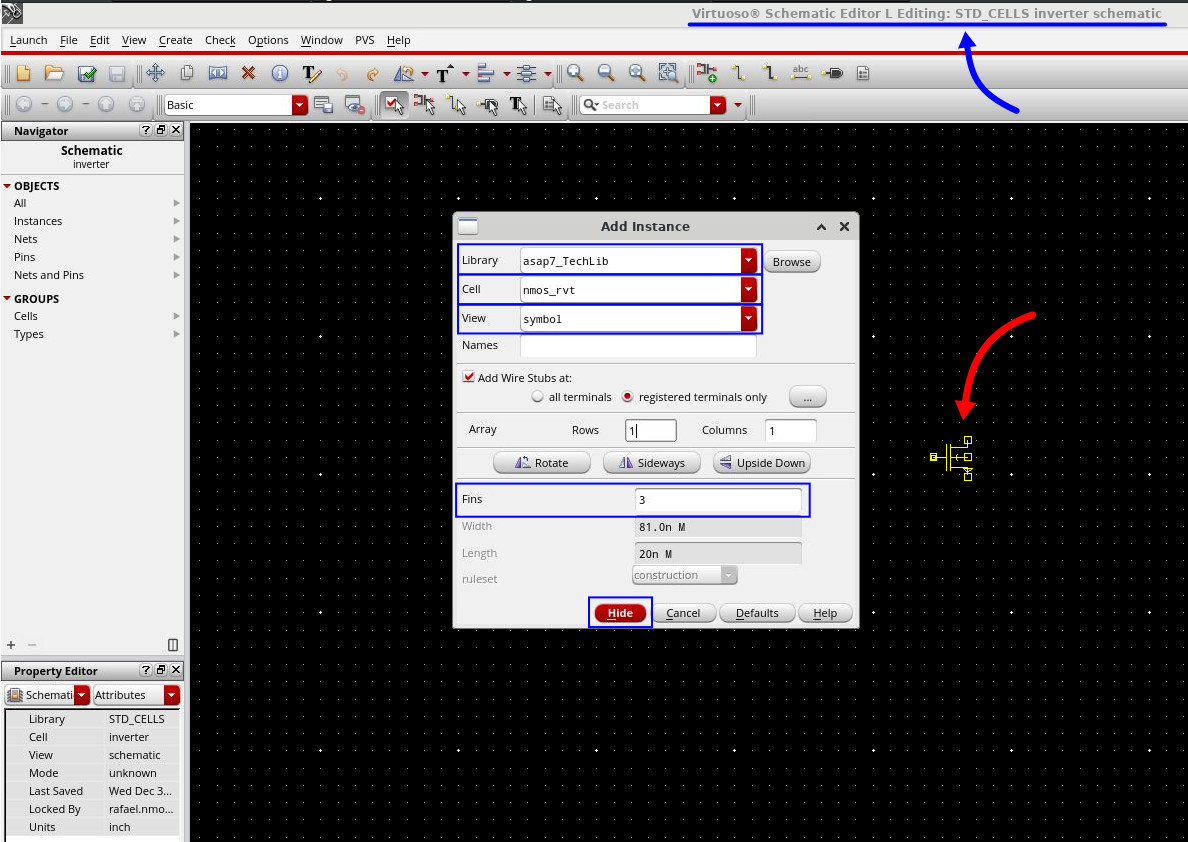 Virtuoso® Schematic Editor L Editing: STD_CELLS inverter schematic
Launch File Edit View Create Check Options Window PVS Help
abc
Basic
Search
Navigator
Schematic
inverter
OBJECTS
All
Instances
Nets
Pins
Nets and Pins
GROUPS
Cells
Types
Add Instance
Library asap7_TechLib Browse
Cell nmos_rvt
View symbol
Names
Add Wire Stubs at:
all terminals registered terminals only ...
Array Rows 1 Columns 1
Rotate Sideways Upside Down
Fins 3
Width 81.0n M
Length 20n M
ruleset construction
Hide Cancel Defaults Help
Property Editor
Schemati Attributes
Library STD_CELLS
Cell inverter
View schematic
Mode unknown
Last Saved Wed Dec 3...
Locked By rafael.nmo...
Units inch